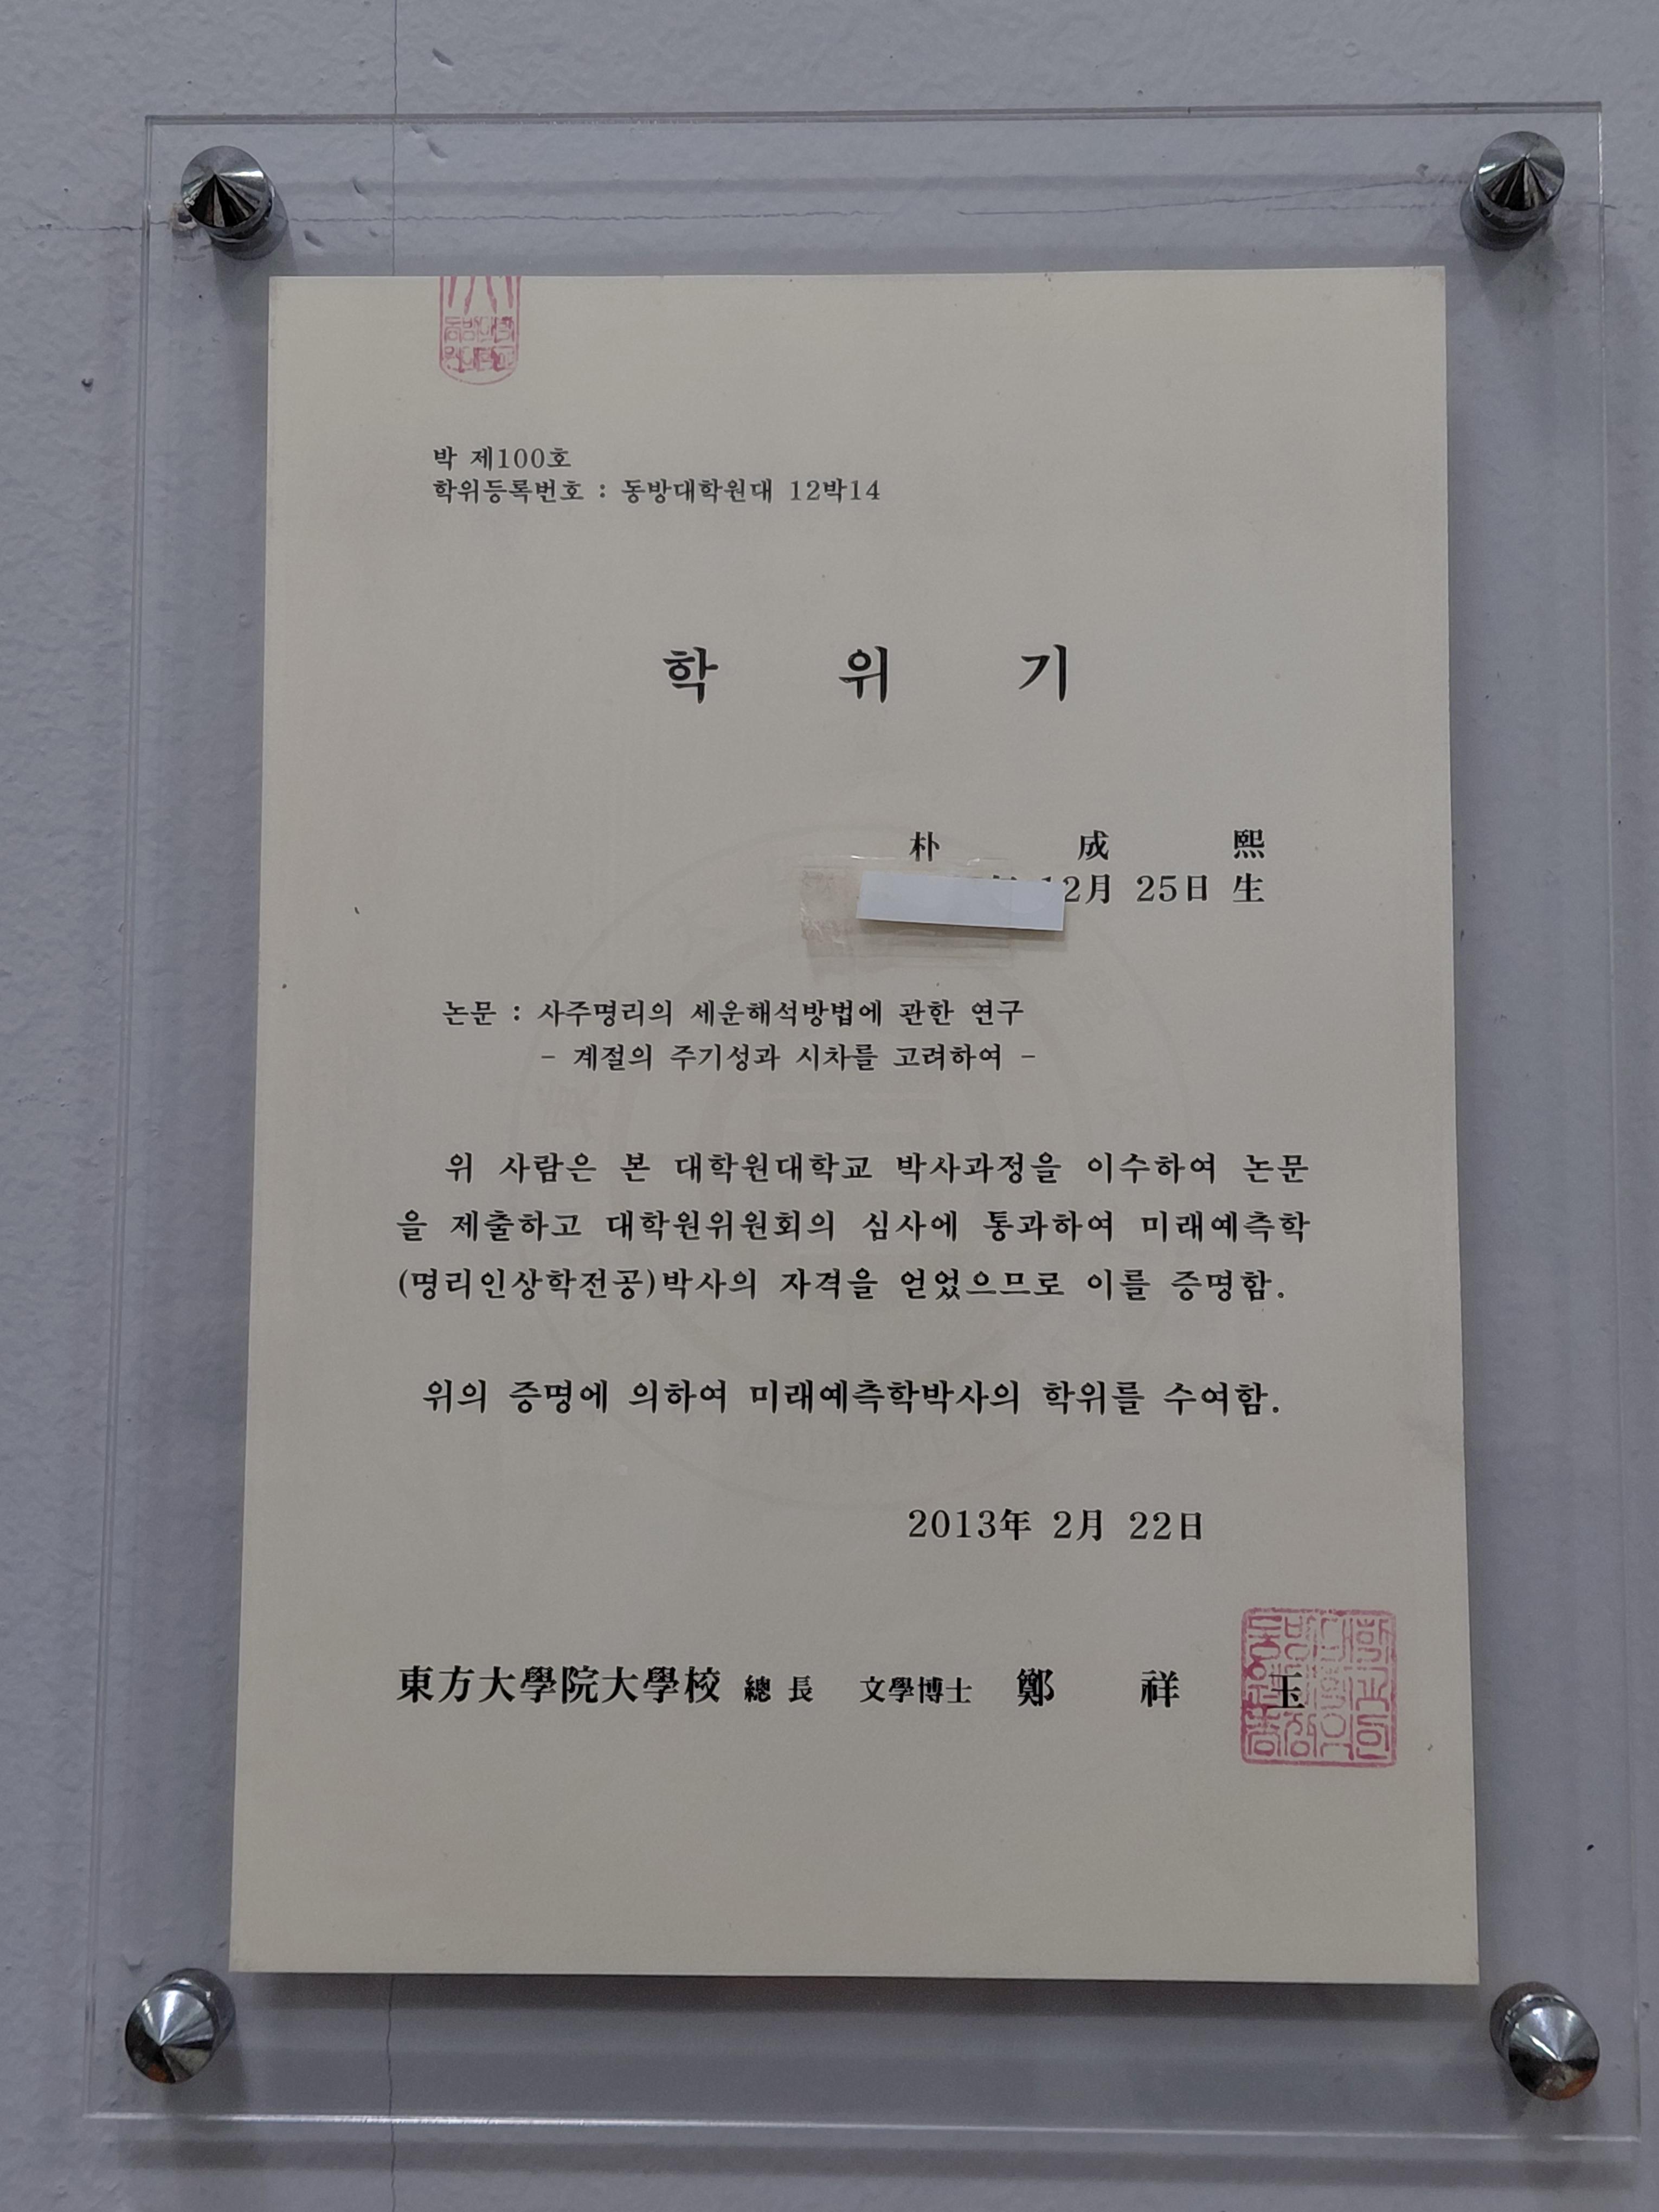 박 제100호
학위등록번호 : 동방대학원대 12박14
학 위 기
朴 成 熙
12月 25日 生
논문 : 사주명리의 세운해석방법에 관한 연구
- 계절의 주기성과 시차를 고려하여 -
위 사람은 본 대학원대학교 박사과정을 이수하여 논문
을 제출하고 대학원위원회의 심사에 통과하여 미래예측학
(명리인상학전공)박사의 자격을 얻었으므로 이를 증명함.
위의 증명에 의하여 미래예측학박사의 학위를 수여함.
2013年 2月 22日
東方大學院大學校 總長 文學博士 鄭 祥 玉